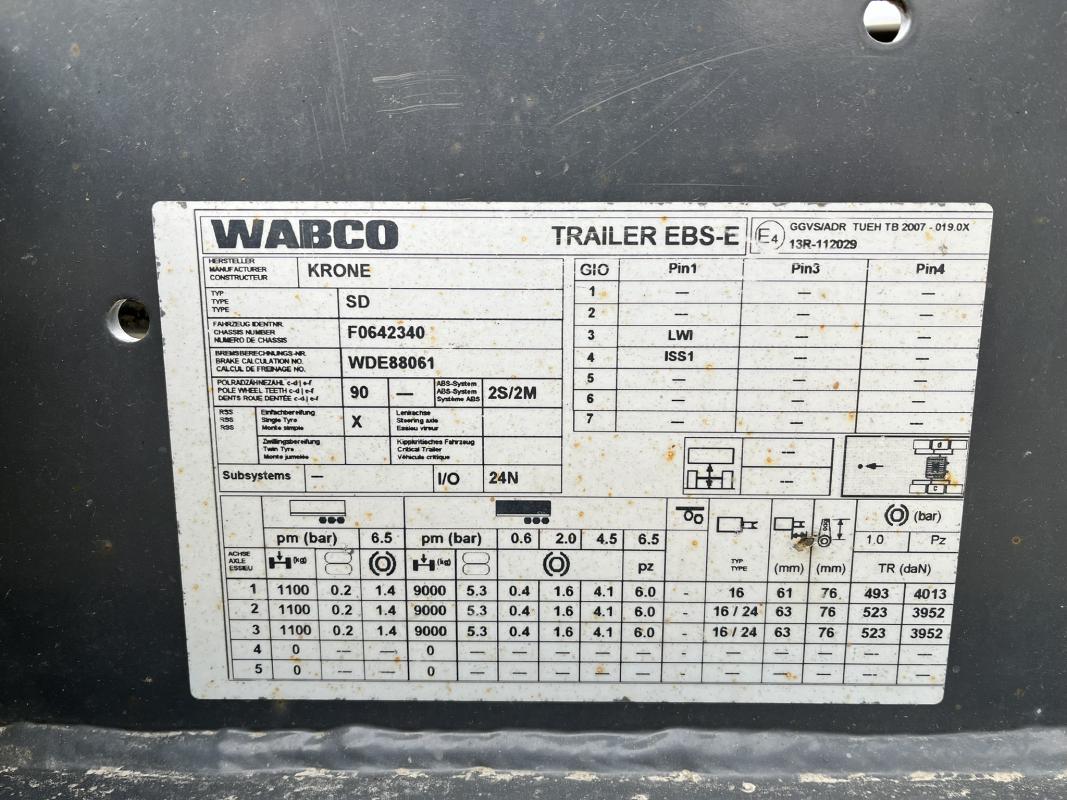 WABCO
TRAILER EBS-E
E4
GGVS/ADR TUEH TB 2007 - 019.0X
13R-112029
HERSTELLER
MANUFACTURER
CONSTRUCTEUR
KRONE
TYP
TYPE
TYPE
SD
FAHRZEUG IDENTNR.
CHASSIS NUMBER
NUMERO DE CHASSIS
F0642340
BREMSBERECHNUNGS-NR.
BRAKE CALCULATION NO.
CALCUL DE FREINAGE NO.
WDE88061
POLRADZÄHNEZAHL c-d | e-f
POLE WHEEL TEETH c-d | e-f
DENTS ROUE DENTÉE c-d | e-f
90 —
ABS-System
ABS-System
Système ABS
2S/2M
RSS
RSS
RSS
Einfachbereifung
Single Tyre
Monte simple
X
Lenkachse
Steering axle
Essieu vireur
Zwillingsbereifung
Twin Tyre
Monte jumelée
Kippkritisches Fahrzeug
Critical Trailer
Véhicule critique
Subsystems — I/O 24N
GIO Pin1 Pin3 Pin4
1 — — —
2 — — —
3 LWI — —
4 ISS1 — —
5 — — —
6 — — —
7 — — —
---
---
d
c
pm (bar) 6.5 pm (bar) 0.6 2.0 4.5 6.5
(bar)
1.0 Pz
ACHSE
AXLE
ESSIEU
(kg) (kg) pz
TYP
TYPE
(mm) (mm) TR (daN)
1 1100 0.2 1.4 9000 5.3 0.4 1.6 4.1 6.0 - 16 61 76 493 4013
2 1100 0.2 1.4 9000 5.3 0.4 1.6 4.1 6.0 - 16 / 24 63 76 523 3952
3 1100 0.2 1.4 9000 5.3 0.4 1.6 4.1 6.0 - 16 / 24 63 76 523 3952
4 0 — — 0 — — — — — - — — — — —
5 0 — — 0 — — — — — - — — — — —